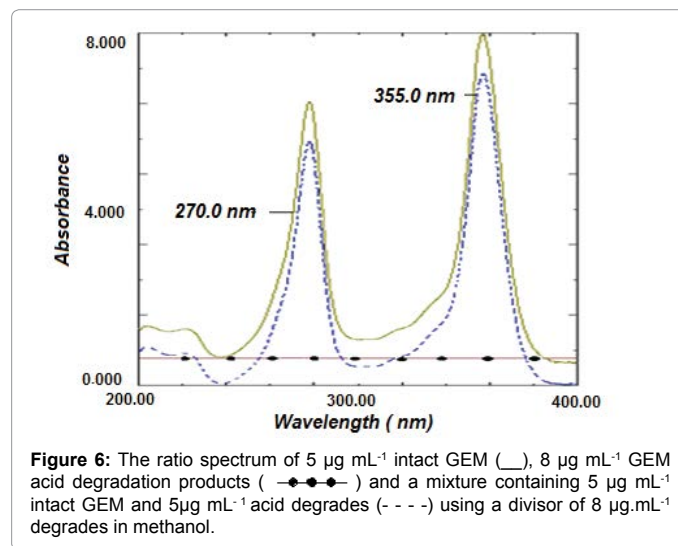 8.000
355.0 nm
270.0 nm
4.000
Absorbance
0.000
200.00 300.00 400.00
Wavelength ( nm)
Figure 6: The ratio spectrum of 5 µg mL-1 intact GEM (__), 8 µg mL-1 GEM
acid degradation products ( ) and a mixture containing 5 µg mL-1
intact GEM and 5µg mL-1 acid degrades (- - - -) using a divisor of 8 µg.mL-1
degrades in methanol.